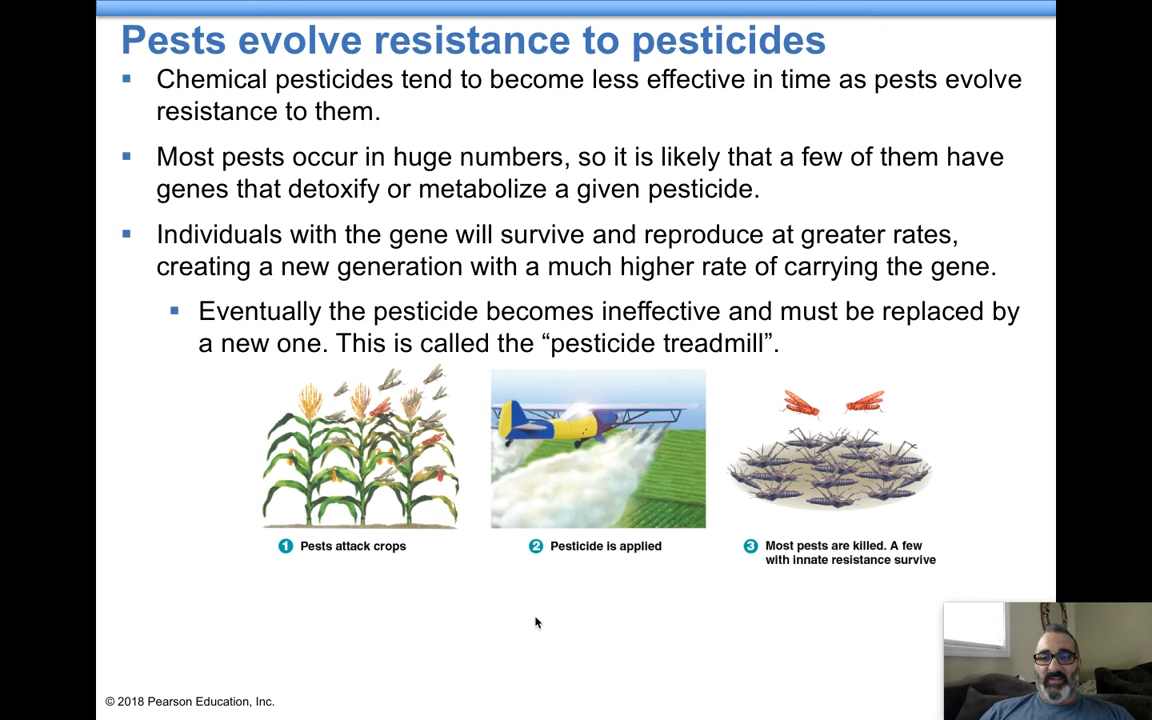 Pests evolve resistance to pesticides
▪ Chemical pesticides tend to become less effective in time as pests evolve
resistance to them.
▪ Most pests occur in huge numbers, so it is likely that a few of them have
genes that detoxify or metabolize a given pesticide.
▪ Individuals with the gene will survive and reproduce at greater rates,
creating a new generation with a much higher rate of carrying the gene.
▪ Eventually the pesticide becomes ineffective and must be replaced by
a new one. This is called the “pesticide treadmill”.
1 Pests attack crops
2 Pesticide is applied
3 Most pests are killed. A few
with innate resistance survive
© 2018 Pearson Education, Inc.